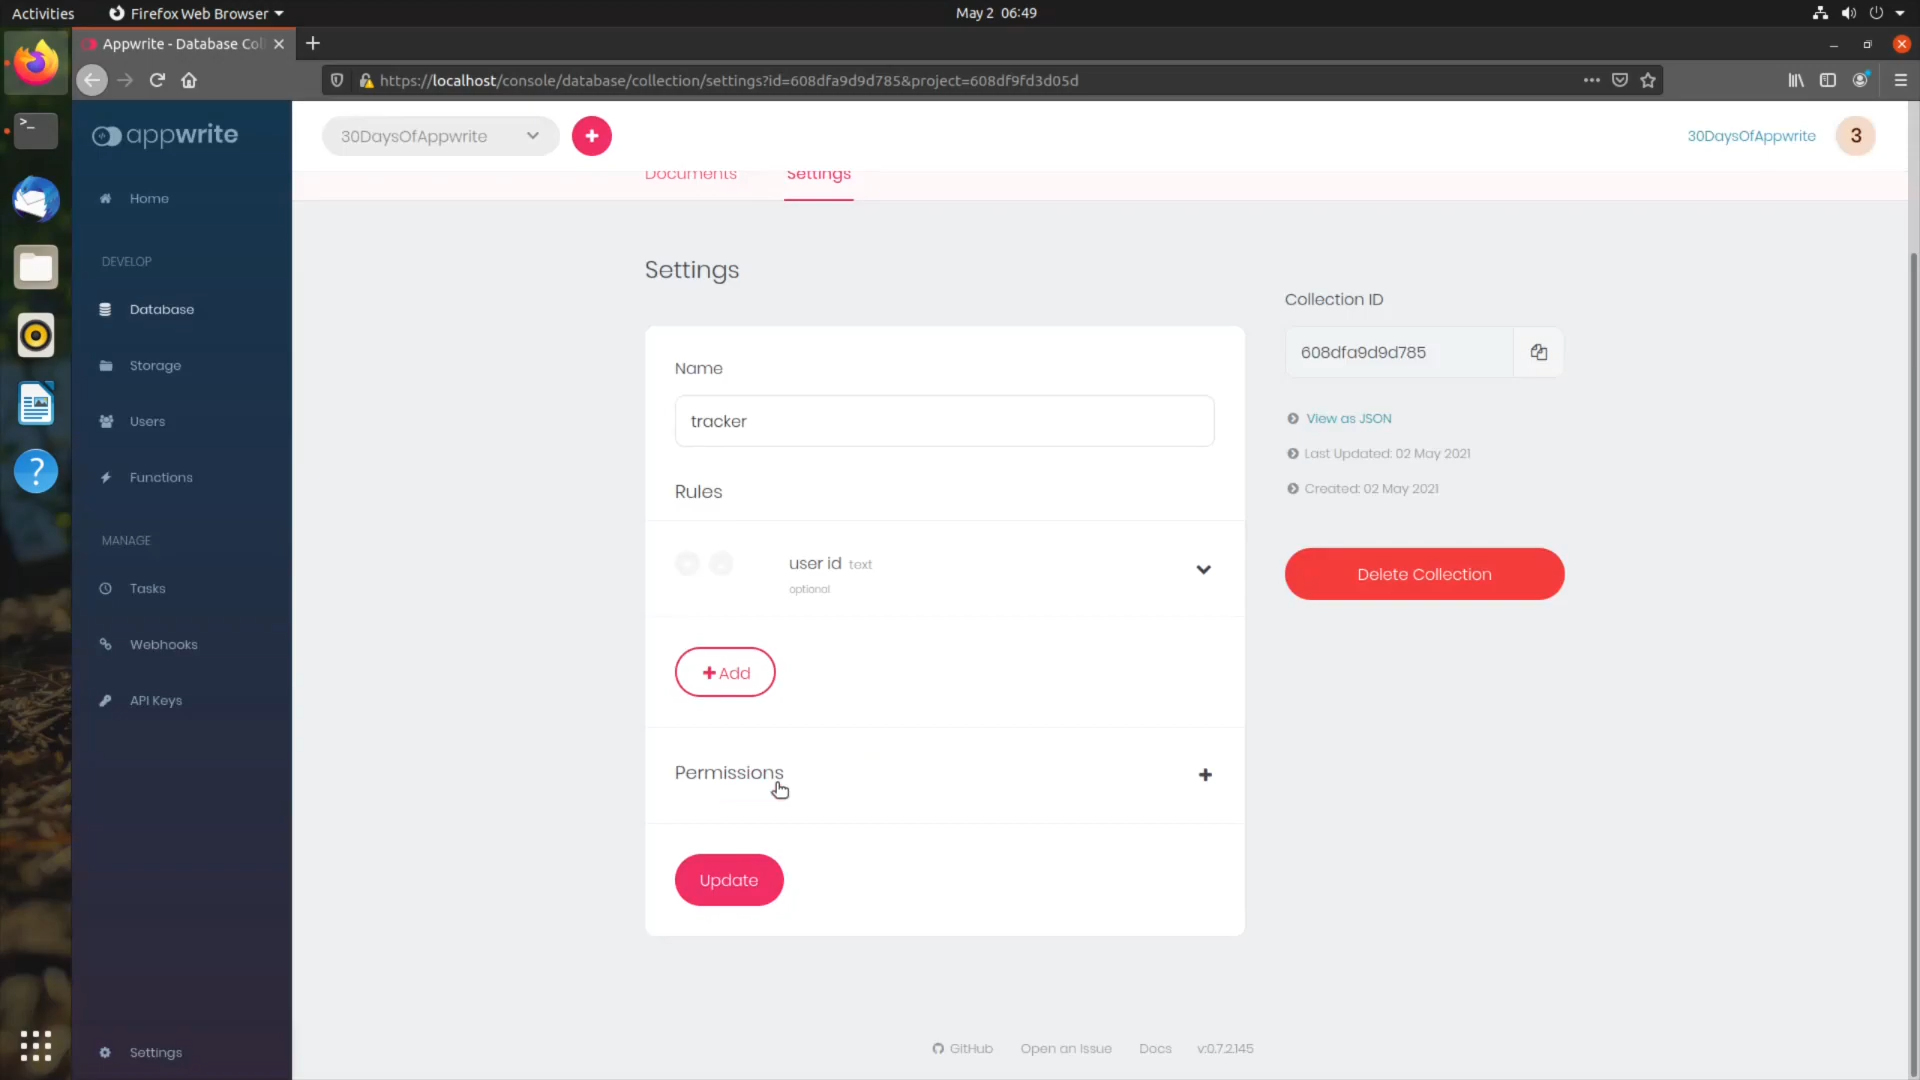 Activities
Firefox Web Browser
May 2 06:49
Appwrite - Database Col
https://localhost/console/database/collection/settings?id=608dfa9d9d785&project=608df9fd3d05d
appwrite
30DaysOfAppwrite
30DaysOfAppwrite
3
Home
DEVELOP
Database
Storage
Users
Functions
MANAGE
Tasks
Webhooks
API Keys
Settings
Documents
Settings
Settings
Name
tracker
Rules
user id text
optional
+Add
Permissions
Update
Collection ID
608dfa9d9d785
View as JSON
Last Updated: 02 May 2021
Created: 02 May 2021
Delete Collection
GitHub
Open an Issue
Docs
v:0.7.2.145